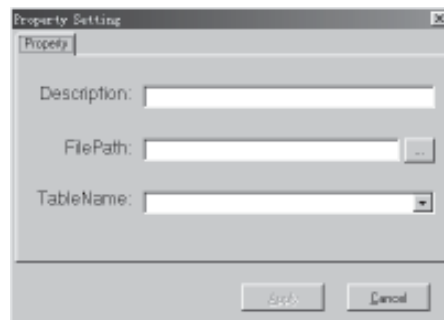 Property Setting
Property
Description:
FilePath:
...
TableName:
Apply
Cancel